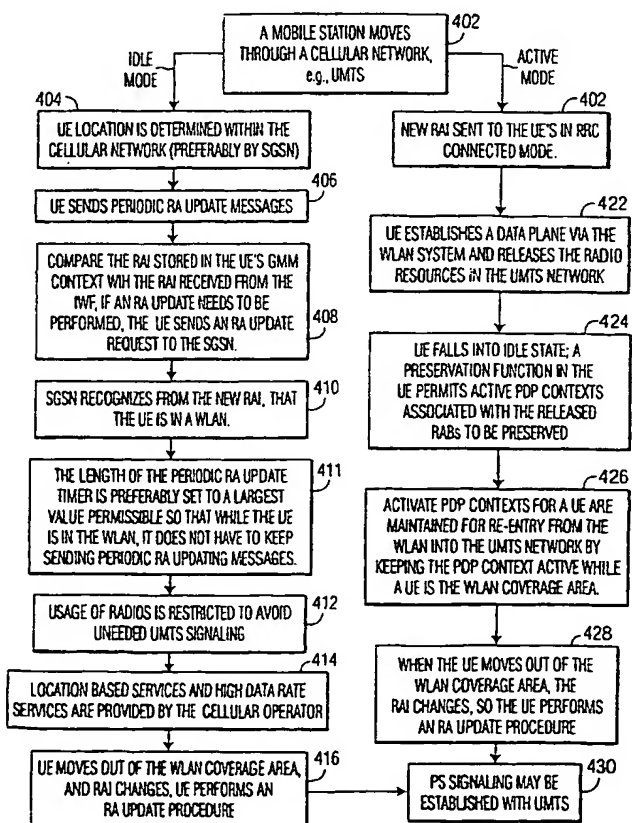 402
A MOBILE STATION MOVES
THROUGH A CELLULAR NETWORK,
e.g., UMTS
IDLE
MODE
ACTIVE
MODE
404
UE LOCATION IS DETERMINED WITHIN THE
CELLULAR NETWORK (PREFERABLY BY SGSN)
406
UE SENDS PERIODIC RA UPDATE MESSAGES
COMPARE THE RAI STORED IN THE UE'S GMM
CONTEXT WIH THE RAI RECEIVED FROM THE
IWF, IF AN RA UPDATE NEEDS TO BE
PERFORMED, THE UE SENDS AN RA UPDATE
REQUEST TO THE SGSN.
408
410
SGSN RECOGNIZES FROM THE NEW RAI, THAT
THE UE IS IN A WLAN.
411
THE LENGTH OF THE PERIODIC RA UPDATE
TIMER IS PREFERABLY SET TO A LARGEST
VALUE PERMISSIBLE SO THAT WHILE THE UE
IS IN THE WLAN, IT DOES NOT HAVE TO KEEP
SENDING PERIODIC RA UPDATING MESSAGES.
412
USAGE OF RADIOS IS RESTRICTED TO AVOID
UNEEDED UMTS SIGNALING
414
LOCATION BASED SERVICES AND HIGH DATA RATE
SERVICES ARE PROVIDED BY THE CELLULAR OPERATOR
416
UE MOVES OUT OF THE WLAN COVERAGE AREA,
AND RAI CHANGES, UE PERFORMS AN
RA UPDATE PROCEDURE
402
NEW RAI SENT TO THE UE'S IN RRC
CONNECTED MODE.
422
UE ESTABLISHES A DATA PLANE VIA THE
WLAN SYSTEM AND RELEASES THE RADIO
RESOURCES IN THE UMTS NETWORK
424
UE FALLS INTO IDLE STATE; A
PRESERVATION FUNCTION IN THE
UE PERMITS ACTIVE PDP CONTEXTS
ASSOCIATED WITH THE RELEASED
RABs TO BE PRESERVED
426
ACTIVATE PDP CONTEXTS FOR A UE ARE
MAINTAINED FOR RE-ENTRY FROM THE
WLAN INTO THE UMTS NETWORK BY
KEEPING THE PDP CONTEXT ACTIVE WHILE
A UE IS THE WLAN COVERAGE AREA.
428
WHEN THE UE MOVES OUT OF THE
WLAN COVERAGE AREA, THE
RAI CHANGES, SO THE UE PERFORMS
AN RA UPDATE PROCEDURE
430
PS SIGNALING MAY BE
ESTABLISHED WITH UMTS